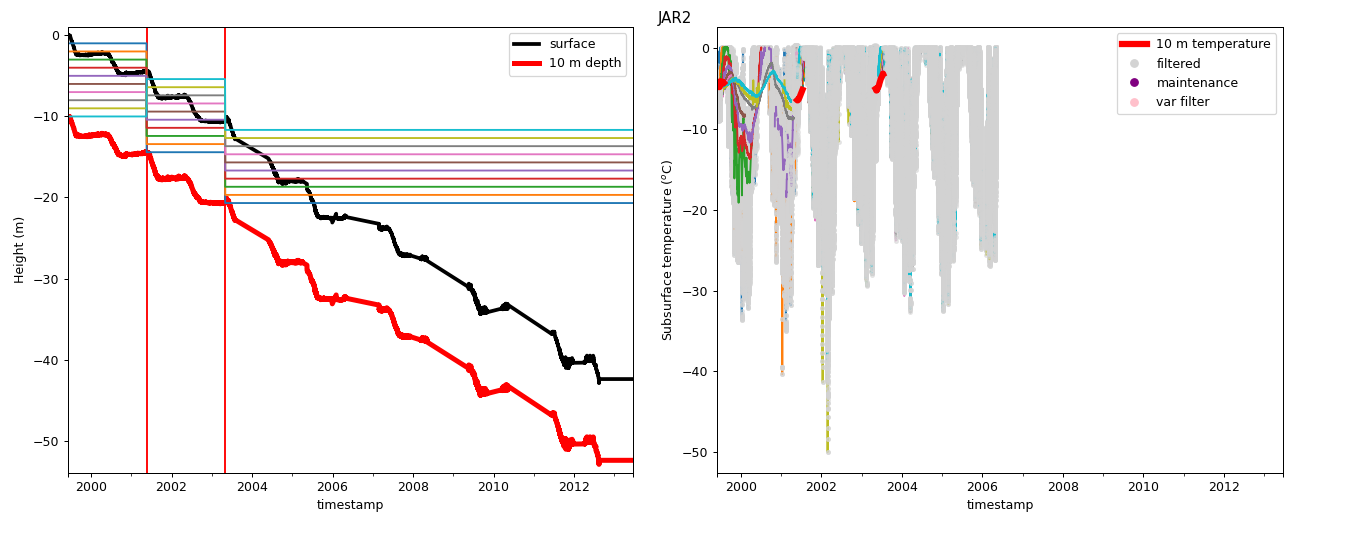 JAR2
surface
10 m depth
0
−10
−20
−30
−40
−50
Height (m)
2000
2002
2004
2006
2008
2010
2012
timestamp
10 m temperature
filtered
maintenance
var filter
0
−10
−20
−30
−40
−50
Subsurface temperature (°C)
2000
2002
2004
2006
2008
2010
2012
timestamp